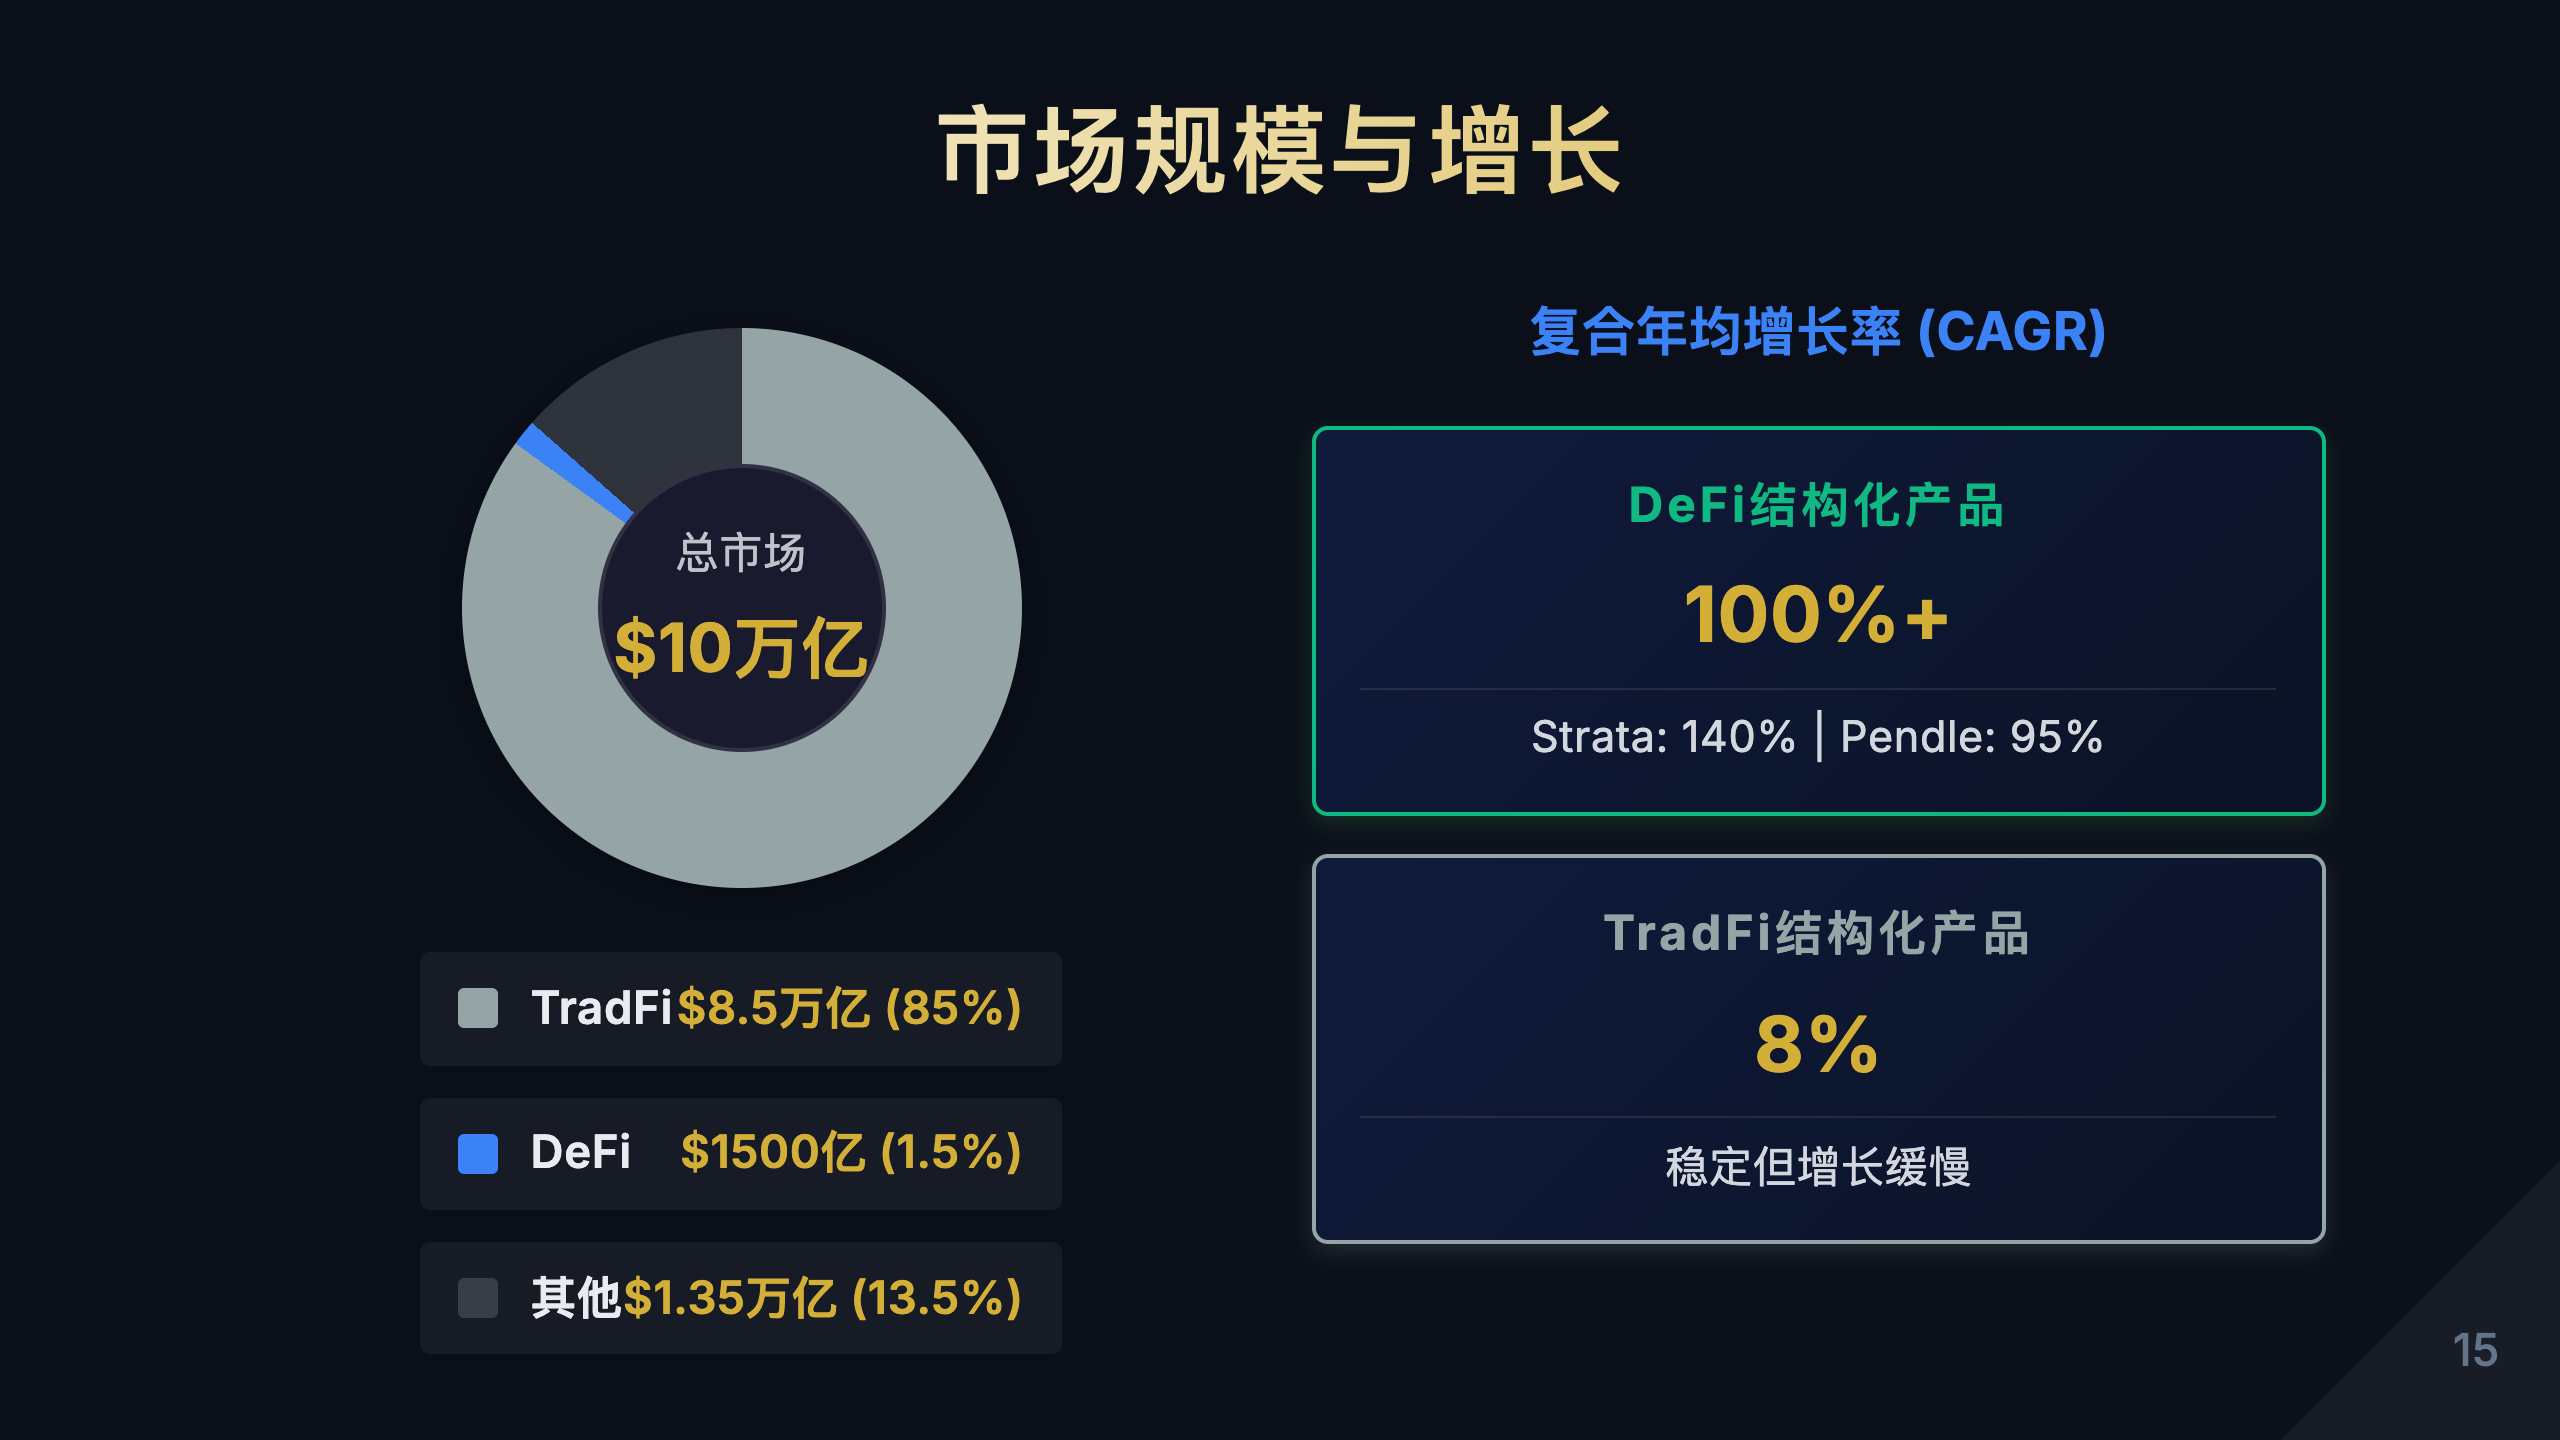 市场规模与增长
总市场
$10万亿
TradFi $8.5万亿 (85%)
DeFi $1500亿 (1.5%)
其他 $1.35万亿 (13.5%)
复合年均增长率 (CAGR)
DeFi结构化产品
100%+
Strata: 140% | Pendle: 95%
TradFi结构化产品
8%
稳定但增长缓慢
15